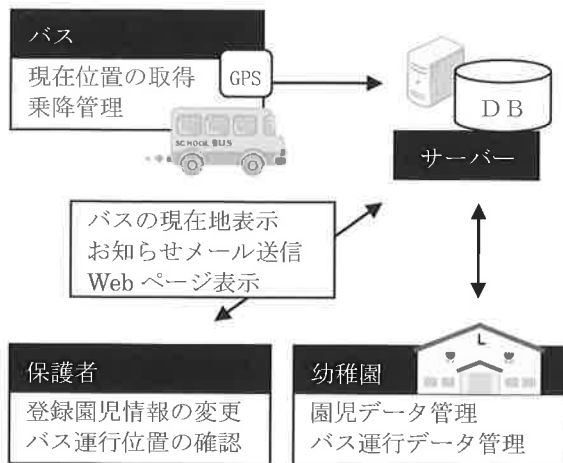 バス
現在位置の取得
乗降管理
GPS
SCHOOL BUS
DB
サーバー
バスの現在地表示
お知らせメール送信
Webページ表示
保護者
登録園児情報の変更
バス運行位置の確認
L
幼稚園
園児データ管理
バス運行データ管理